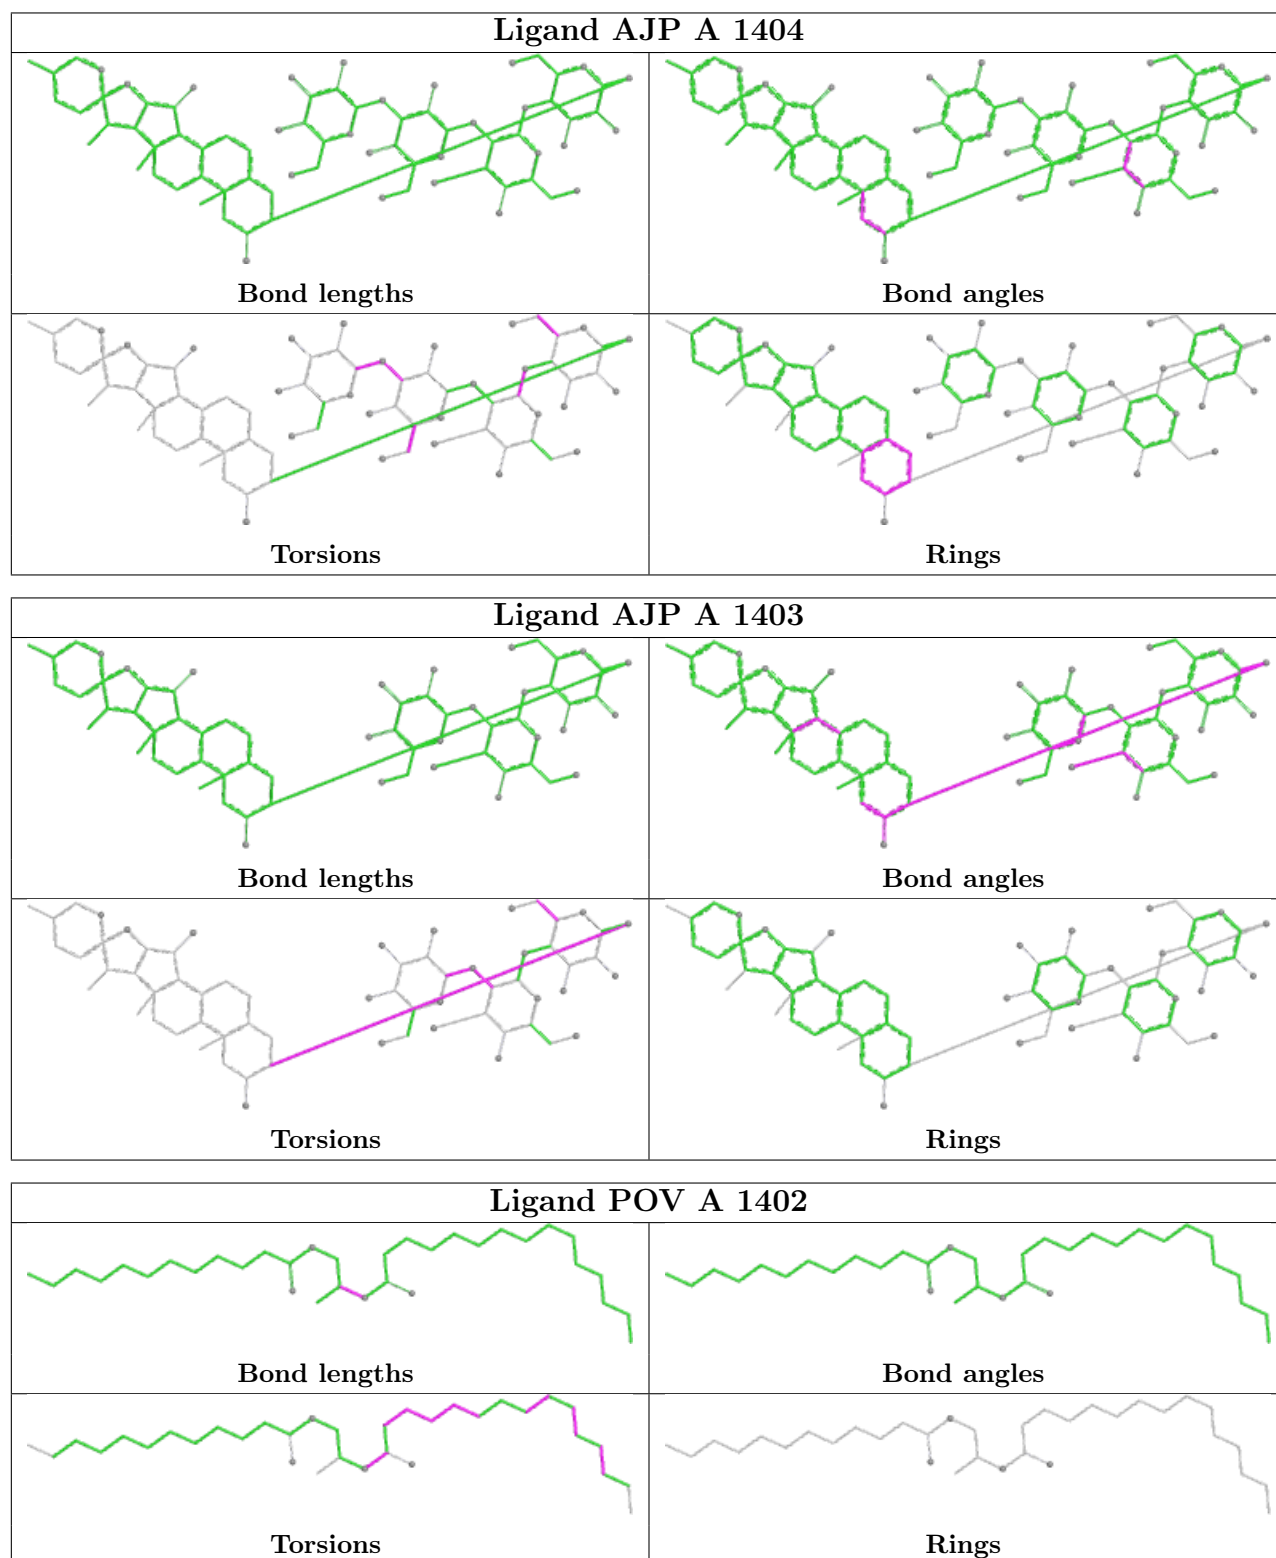 Ligand AJP A 1404
Bond lengths
Bond angles
Torsions
Rings
Ligand AJP A 1403
Bond lengths
Bond angles
Torsions
Rings
Ligand POV A 1402
Bond lengths
Bond angles
Torsions
Rings